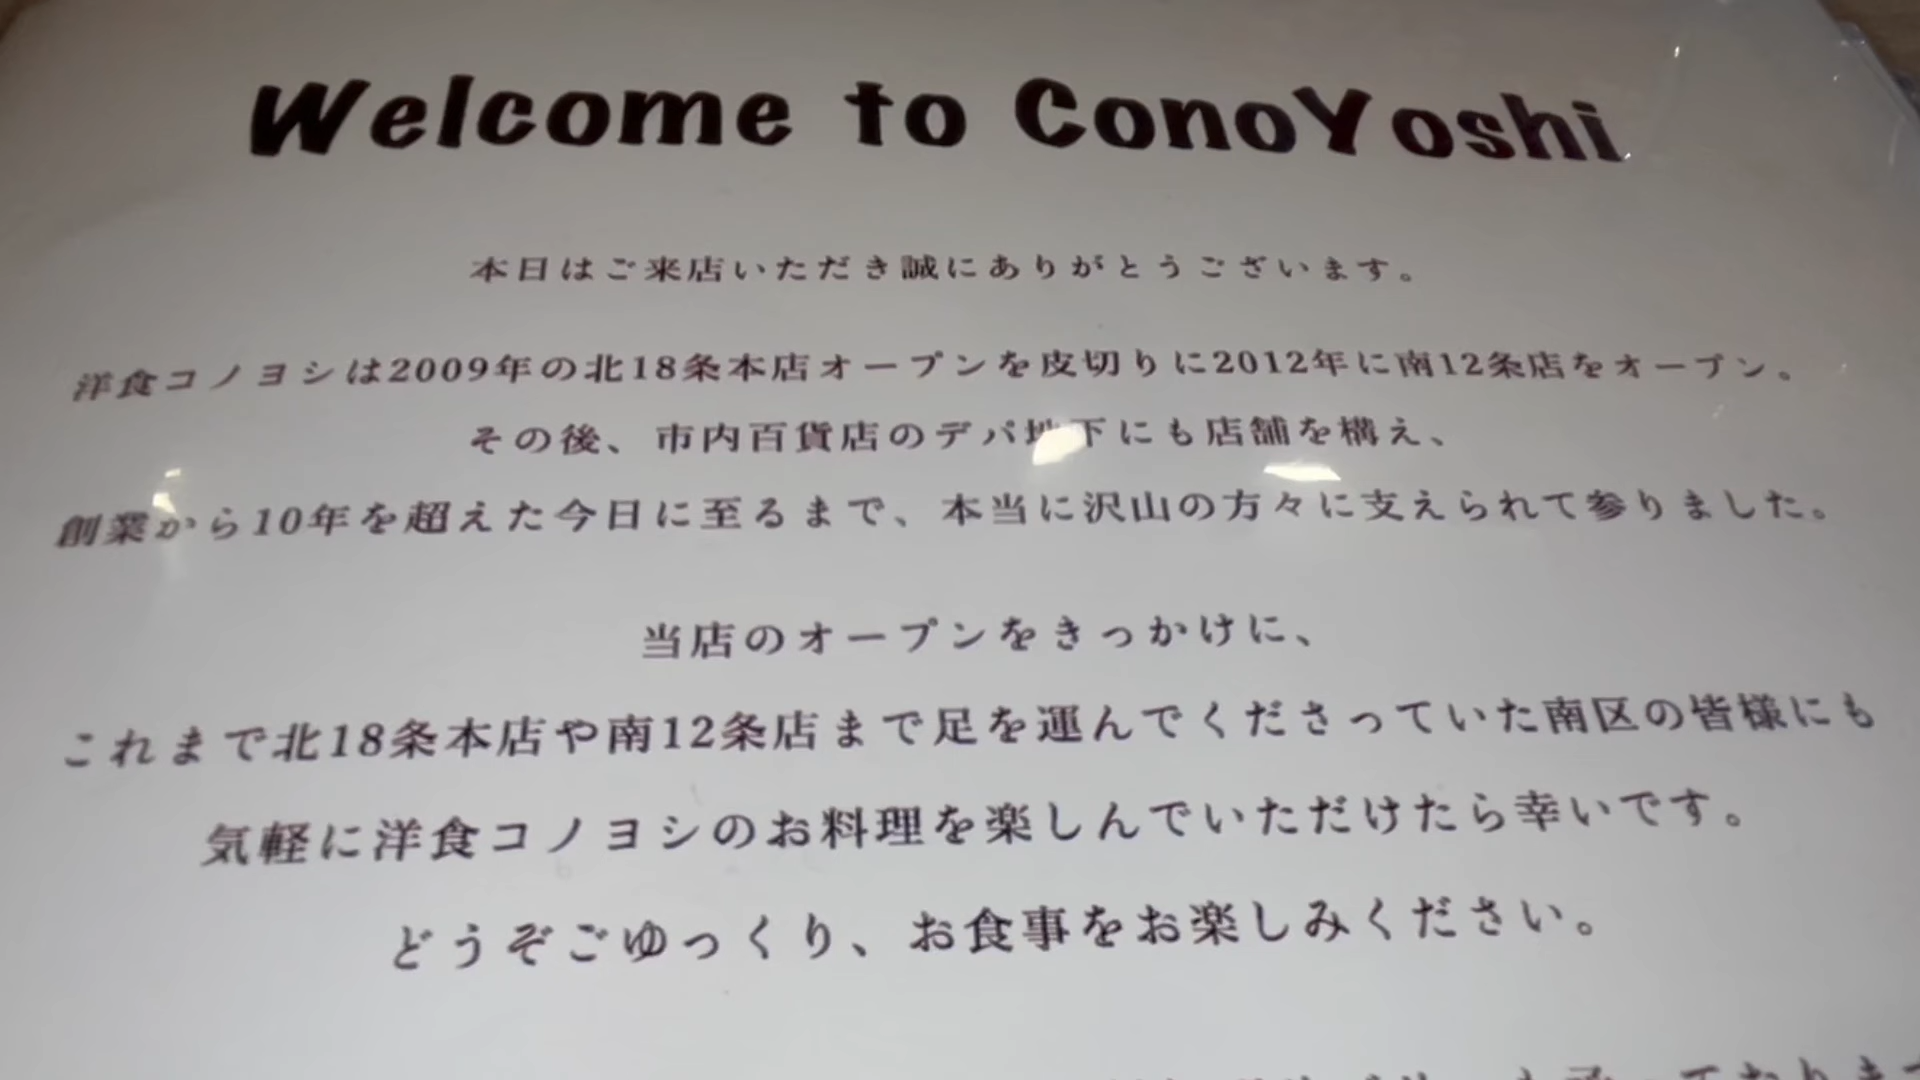 Welcome to ConoYoshi
本日はご来店いただき誠にありがとうございます。
洋食コノヨシは2009年の北18条本店オープンを皮切りに2012年に南12条店をオープン。
その後、市内百貨店のデパ地下にも店舗を構え、
創業から10年を超えた今日に至るまで、本当に沢山の方々に支えられて参りました。
当店のオープンをきっかけに、
これまで北18条本店や南12条店まで足を運んでくださっていた南区の皆様にも
気軽に洋食コノヨシのお料理を楽しんでいただけたら幸いです。
どうぞごゆっくり、お食事をお楽しみください。